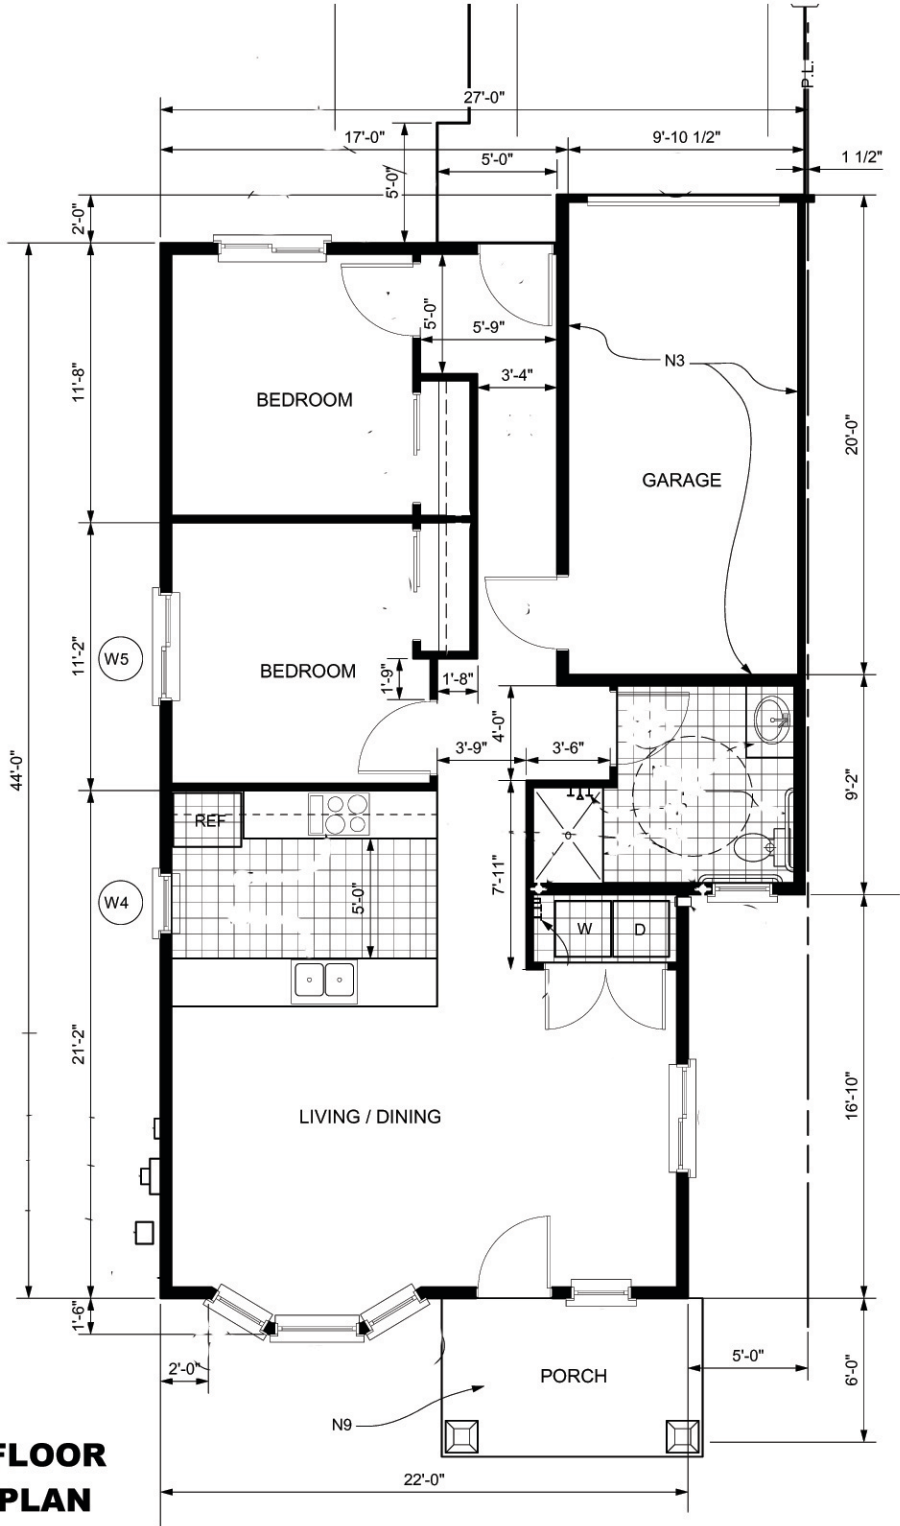 P.L.
27'-0"
17'-0"
9'-10 1/2"
5'-0"
1 1/2"
5'-0"
2'-0"
5'-0"
5'-9"
3'-4"
N3
11'-8"
BEDROOM
20'-0"
GARAGE
11'-2"
W5
BEDROOM
1'-9"
1'-8"
4'-0"
3'-9"
3'-6"
44'-0"
9'-2"
REF
7'-11"
W4
5'-0"
W
D
21'-2"
LIVING / DINING
16'-10"
1'-6"
2'-0"
5'-0"
6'-0"
PORCH
N9
FLOOR
PLAN
22'-0"